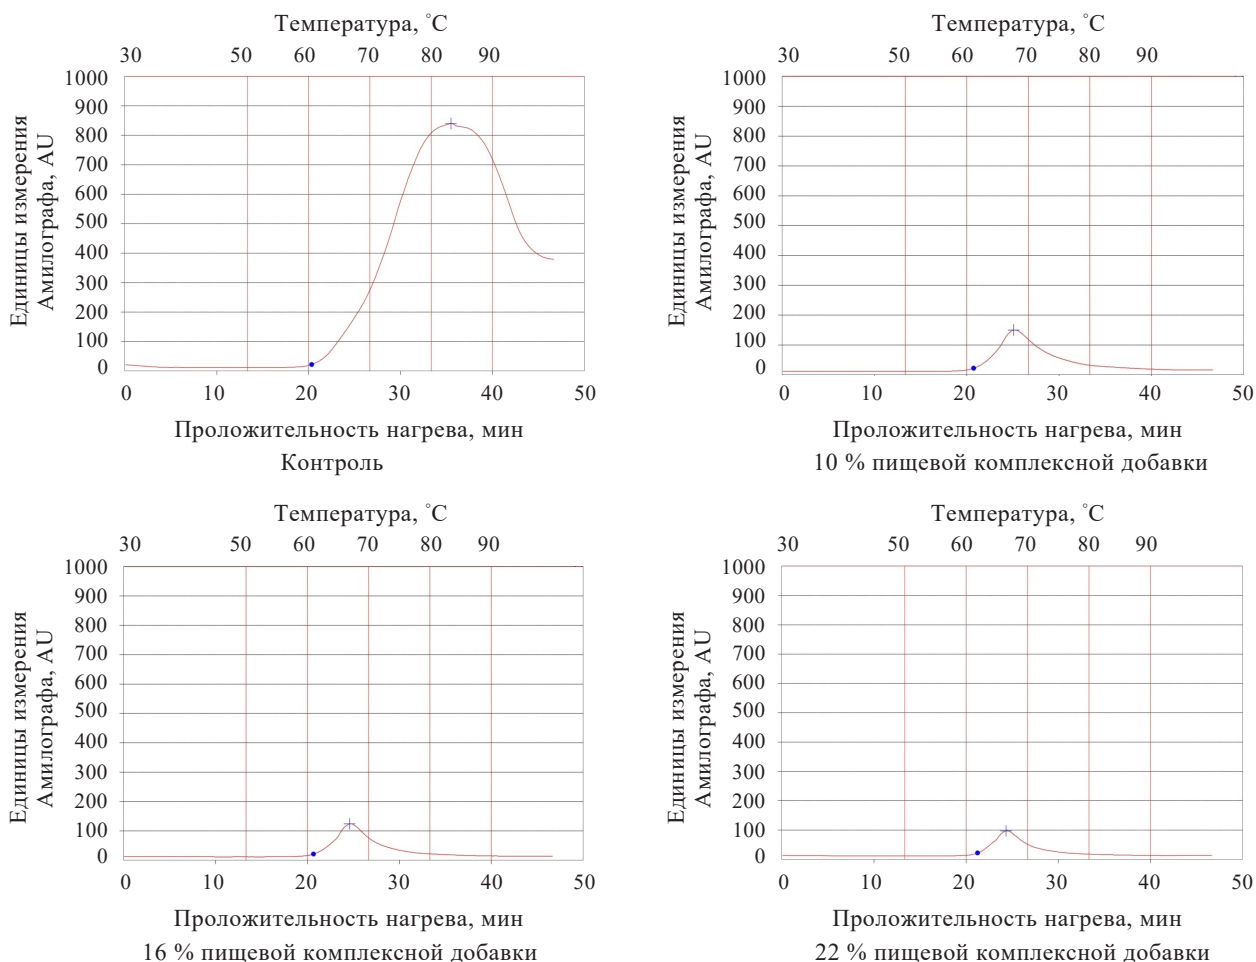 Температура, °С
30 50 60 70 80 90
1000
900
800
700
600
500
400
300
200
100
0
Единицы измерения
Амилографа, AU
0 10 20 30 40 50
Проложительность нагрева, мин
Контроль
Температура, °С
30 50 60 70 80 90
1000
900
800
700
600
500
400
300
200
100
0
Единицы измерения
Амилографа, AU
0 10 20 30 40 50
Проложительность нагрева, мин
10 % пищевой комплексной добавки
Температура, °С
30 50 60 70 80 90
1000
900
800
700
600
500
400
300
200
100
0
Единицы измерения
Амилографа, AU
0 10 20 30 40 50
Проложительность нагрева, мин
16 % пищевой комплексной добавки
Температура, °С
30 50 60 70 80 90
1000
900
800
700
600
500
400
300
200
100
0
Единицы измерения
Амилографа, AU
0 10 20 30 40 50
Проложительность нагрева, мин
22 % пищевой комплексной добавки